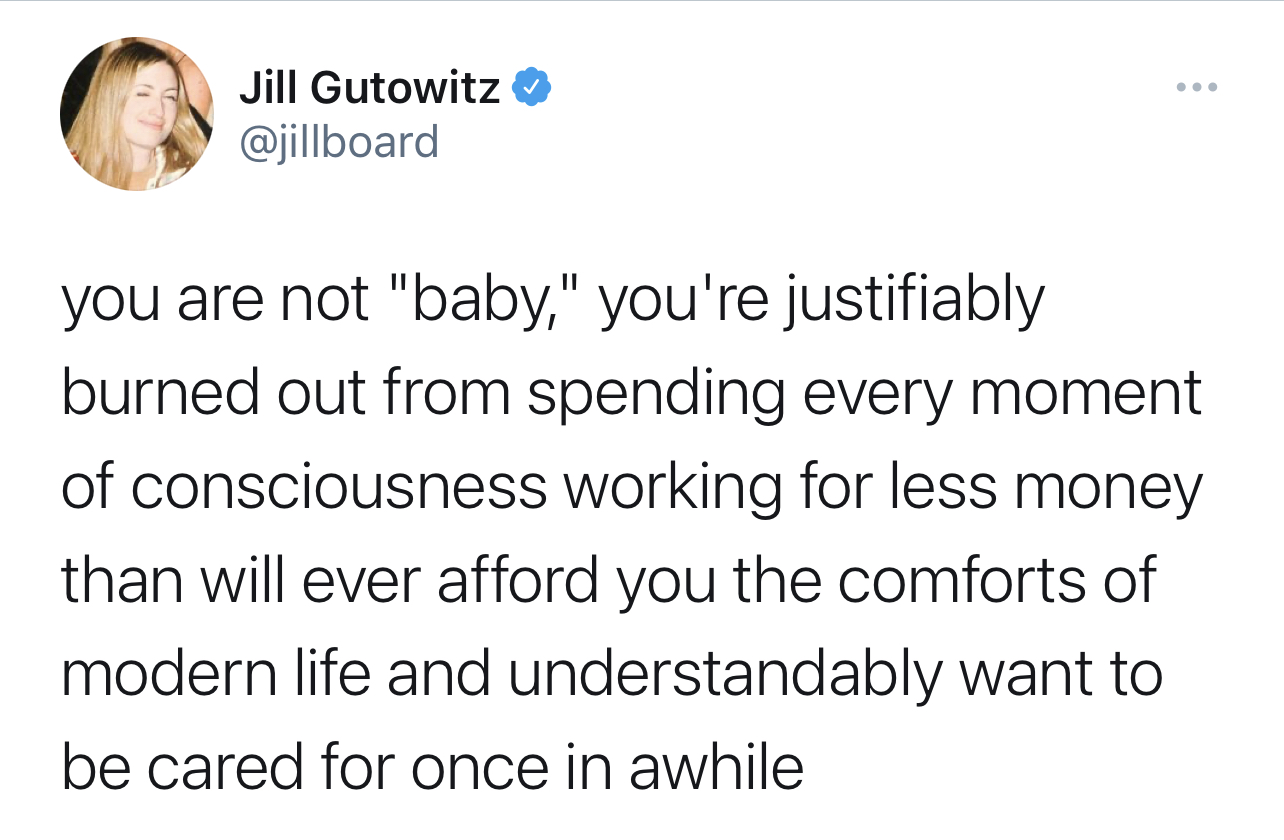 Jill Gutowitz
@jillboard
you are not "baby," you're justifiably
burned out from spending every moment
of consciousness working for less money
than will ever afford you the comforts of
modern life and understandably want to
be cared for once in awhile